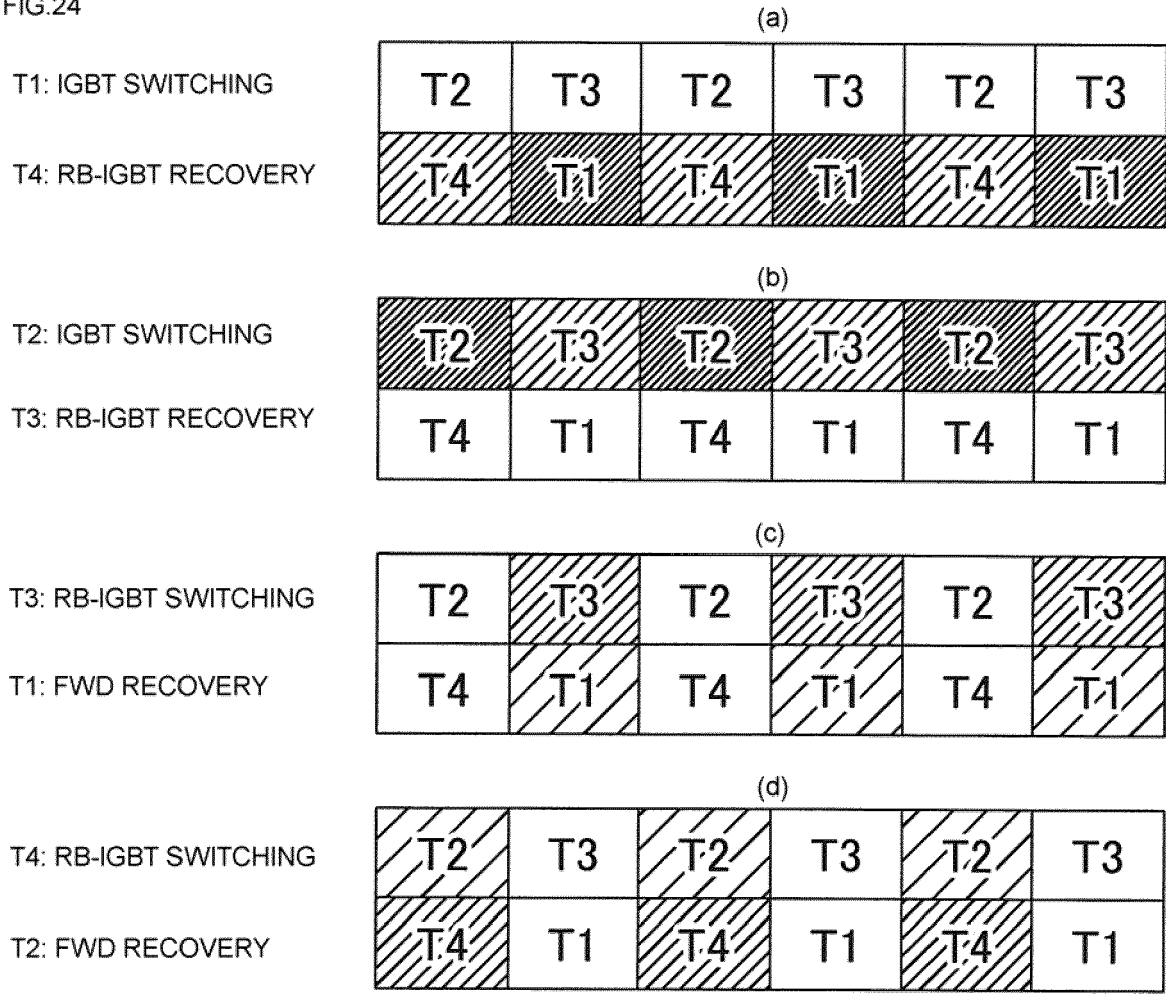 FIG.24
(a)
T1: IGBT SWITCHING
T2 T3 T2 T3 T2 T3
T4: RB-IGBT RECOVERY
T4 T1 T4 T1 T4 T1
(b)
T2: IGBT SWITCHING
T2 T3 T2 T3 T2 T3
T3: RB-IGBT RECOVERY
T4 T1 T4 T1 T4 T1
(c)
T3: RB-IGBT SWITCHING
T2 T3 T2 T3 T2 T3
T1: FWD RECOVERY
T4 T1 T4 T1 T4 T1
(d)
T4: RB-IGBT SWITCHING
T2 T3 T2 T3 T2 T3
T2: FWD RECOVERY
T4 T1 T4 T1 T4 T1